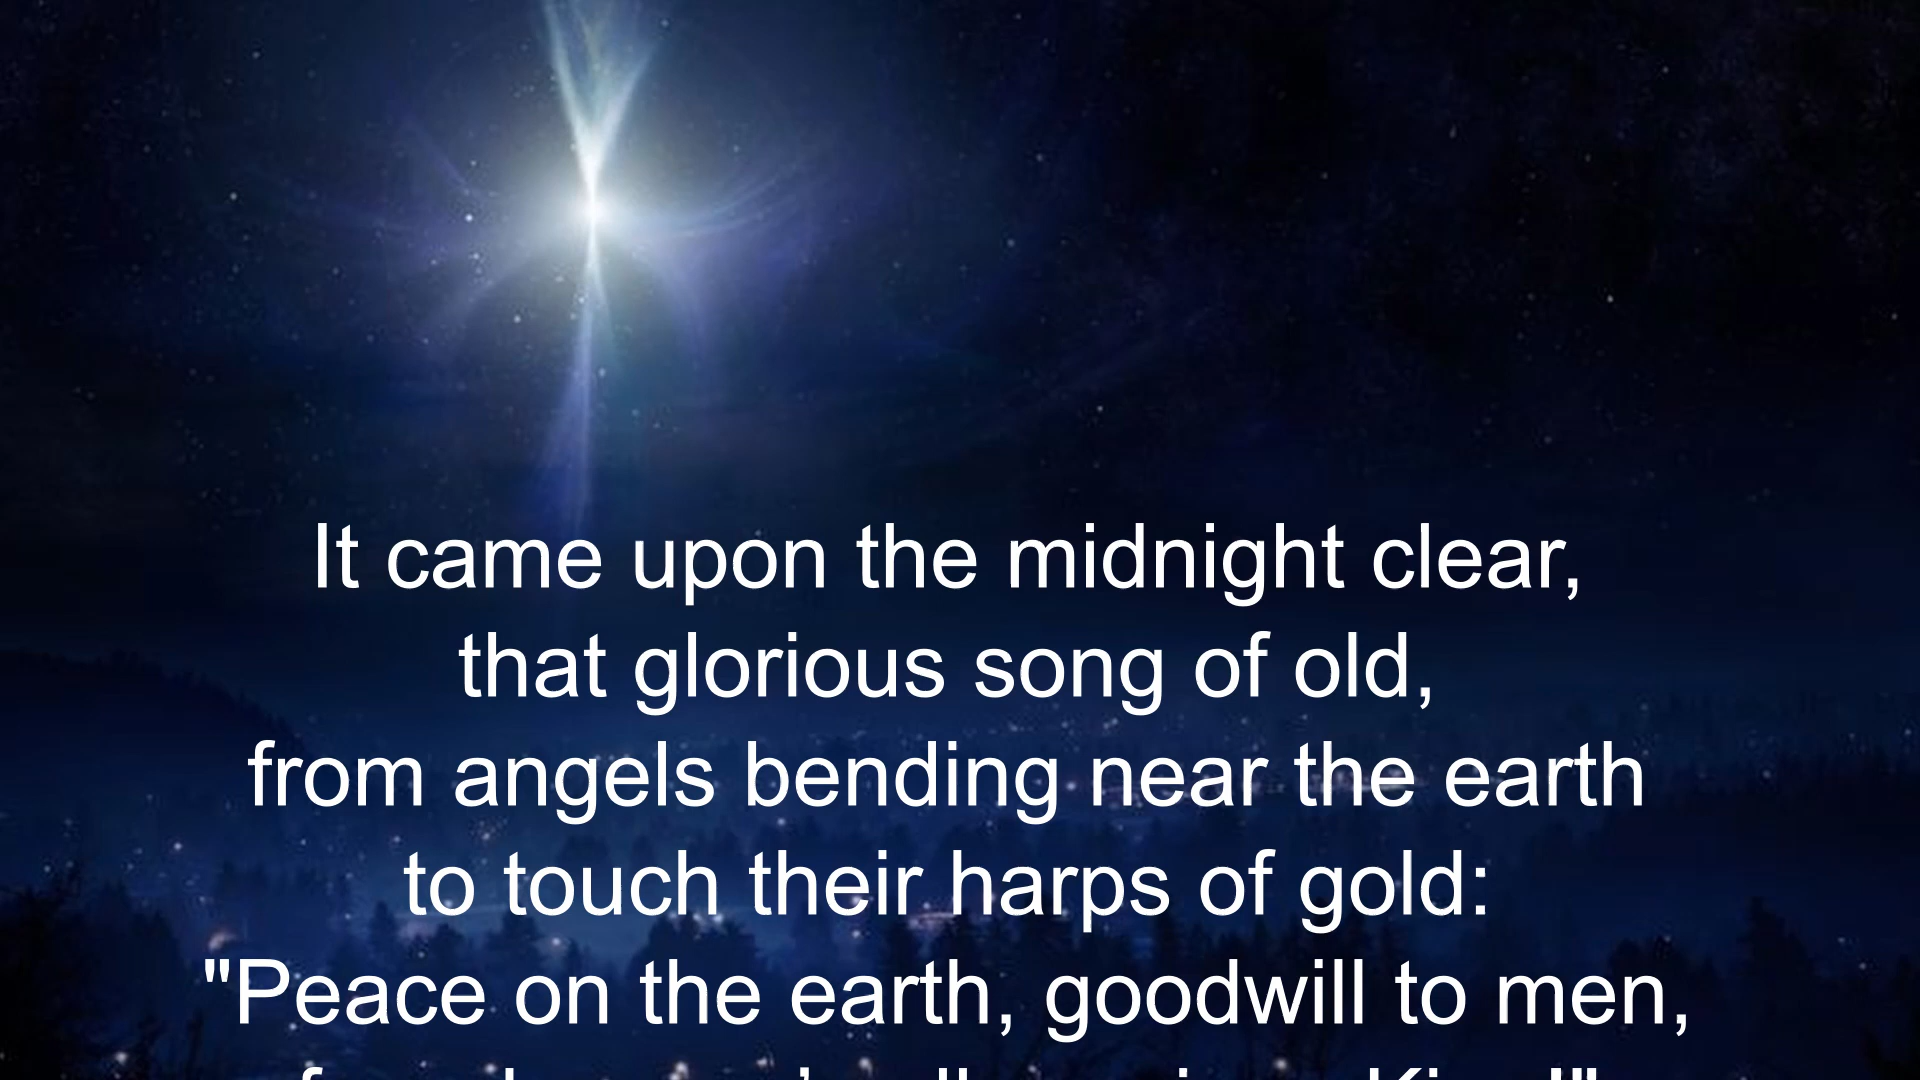 It came upon the midnight clear,
that glorious song of old,
from angels bending near the earth
to touch their harps of gold:
"Peace on the earth, goodwill to men,